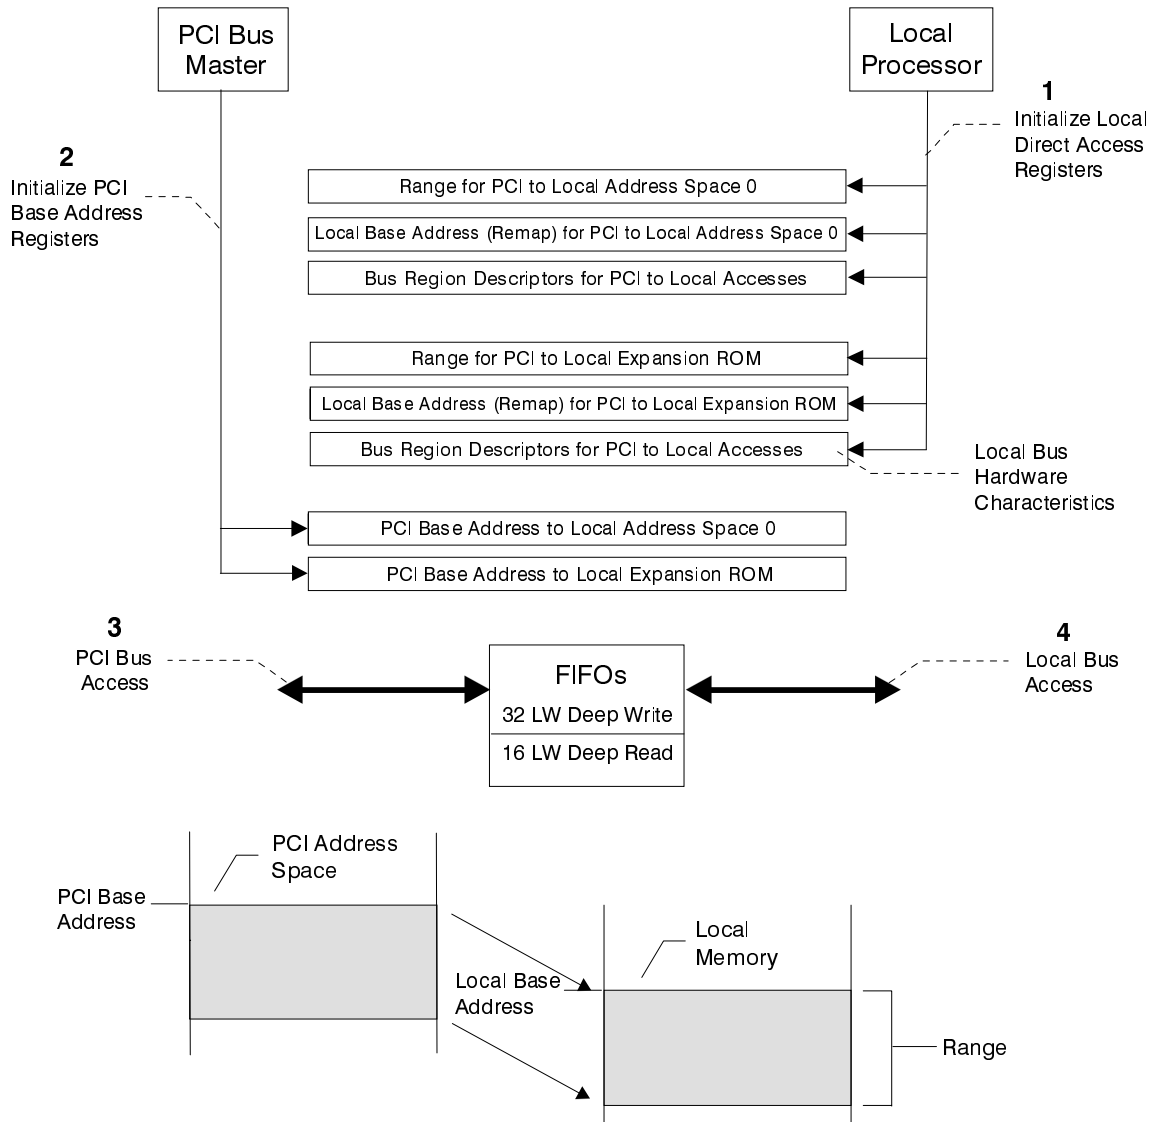 PCI Bus
Master
Local
Processor
1
Initialize Local
Direct Access
Registers
2
Initialize PCI
Base Address
Registers
Range for PCI to Local Address Space 0
Local Base Address (Remap) for PCI to Local Address Space 0
Bus Region Descriptors for PCI to Local Accesses
Range for PCI to Local Expansion ROM
Local Base Address (Remap) for PCI to Local Expansion ROM
Bus Region Descriptors for PCI to Local Accesses
Local Bus
Hardware
Characteristics
PCI Base Address to Local Address Space 0
PCI Base Address to Local Expansion ROM
3
PCI Bus
Access
FIFOs
32 LW Deep Write
16 LW Deep Read
4
Local Bus
Access
PCI Address
Space
PCI Base
Address
Local
Memory
Local Base
Address
Range